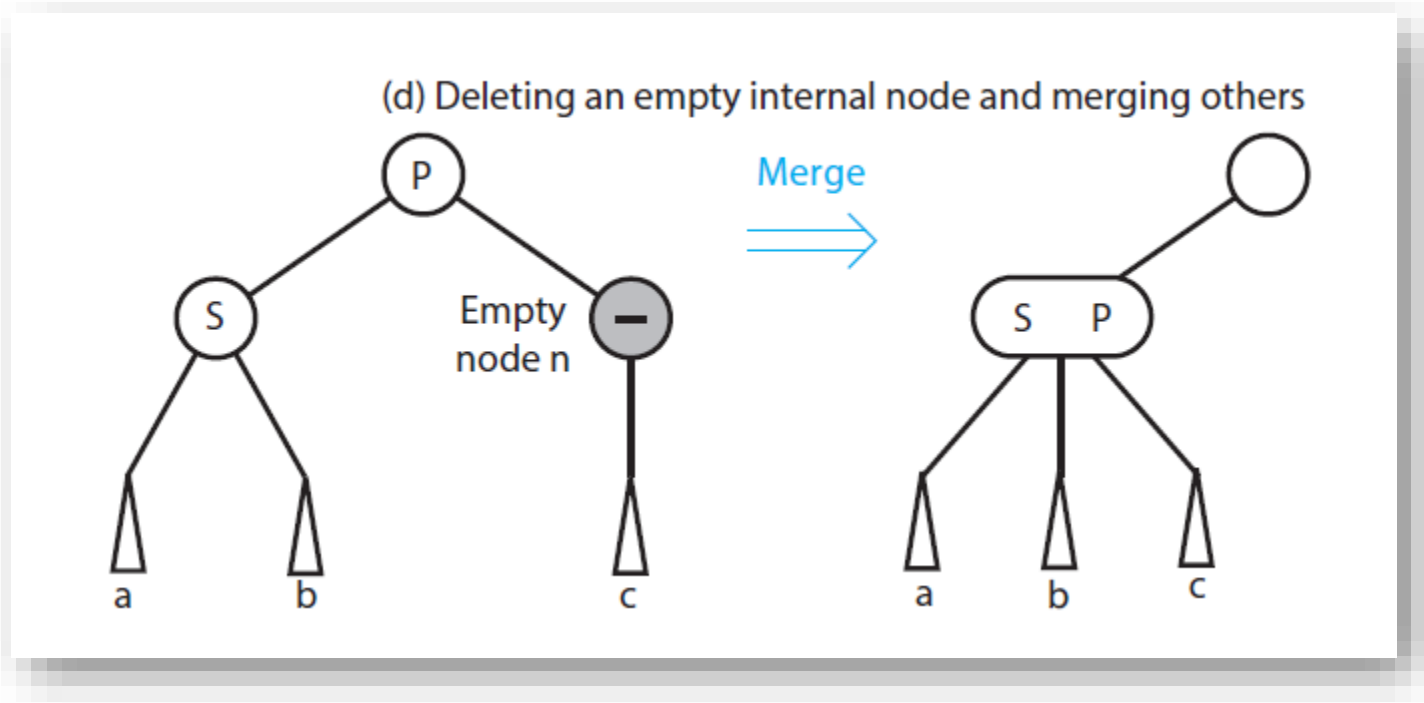 (d) Deleting an empty internal node and merging others
P
Merge
S
Empty
node n
–
S P
a
b
c
a
b
c